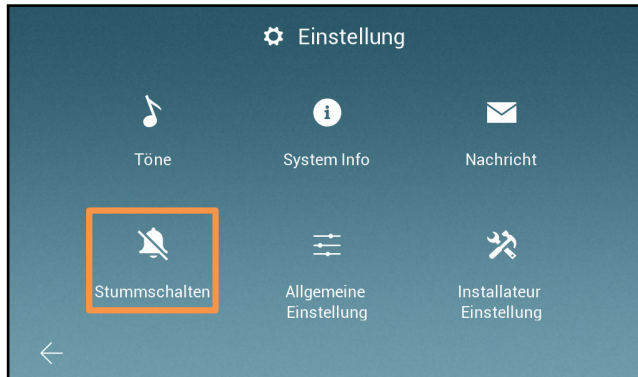 Einstellung
Töne
System Info
Nachricht
Stummschalten
Allgemeine
Einstellung
Installateur
Einstellung